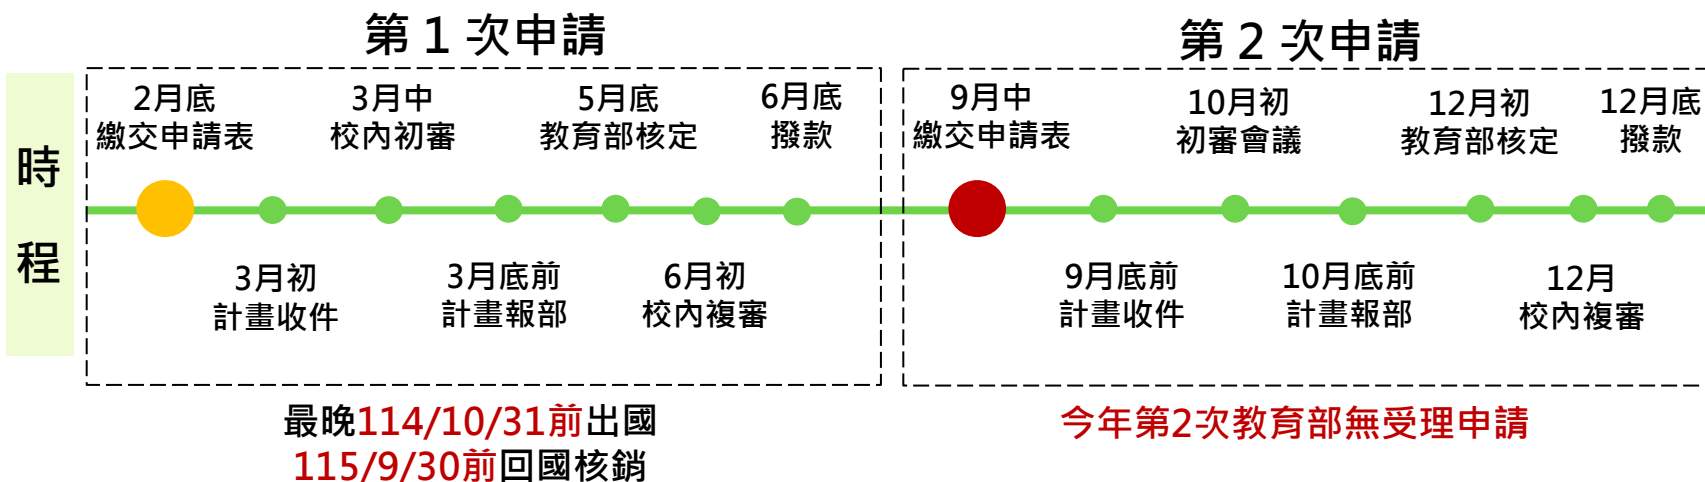 時
程
第 1 次申請
2月底
繳交申請表
3月初
計畫收件
3月中
校內初審
3月底前
計畫報部
5月底
教育部核定
6月初
校內複審
6月底
撥款
最晚114/10/31前出國
115/9/30前回國核銷
第 2 次申請
9月中
繳交申請表
9月底前
計畫收件
10月初
初審會議
10月底前
計畫報部
12月初
教育部核定
12月
校內複審
12月底
撥款
今年第2次教育部無受理申請